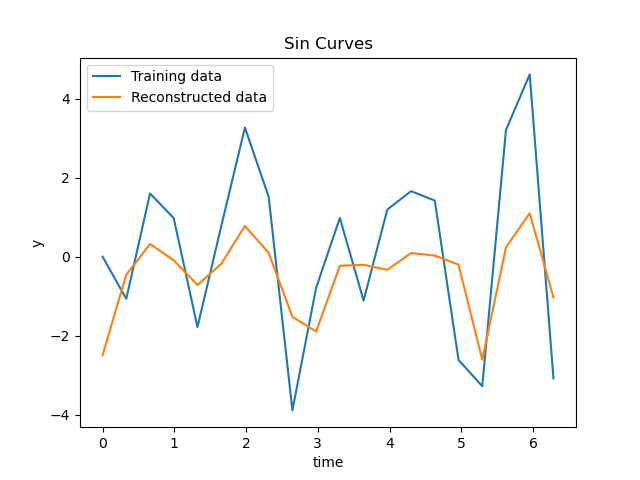 Sin Curves
Training data
Reconstructed data
y
4
2
0
−2
−4
0 1 2 3 4 5 6
time